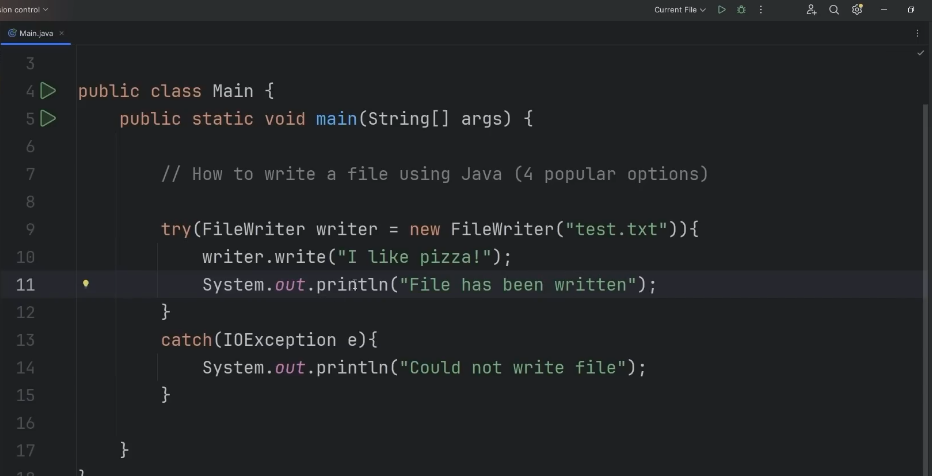 sion control
Current File
Main.java
3
4 public class Main {
5 public static void main(String[] args) {
6
7 // How to write a file using Java (4 popular options)
8
9 try(FileWriter writer = new FileWriter("test.txt")){
10 writer.write("I like pizza!");
11 System.out.println("File has been written");
12 }
13 catch(IOException e){
14 System.out.println("Could not write file");
15 }
16
17 }
18 }